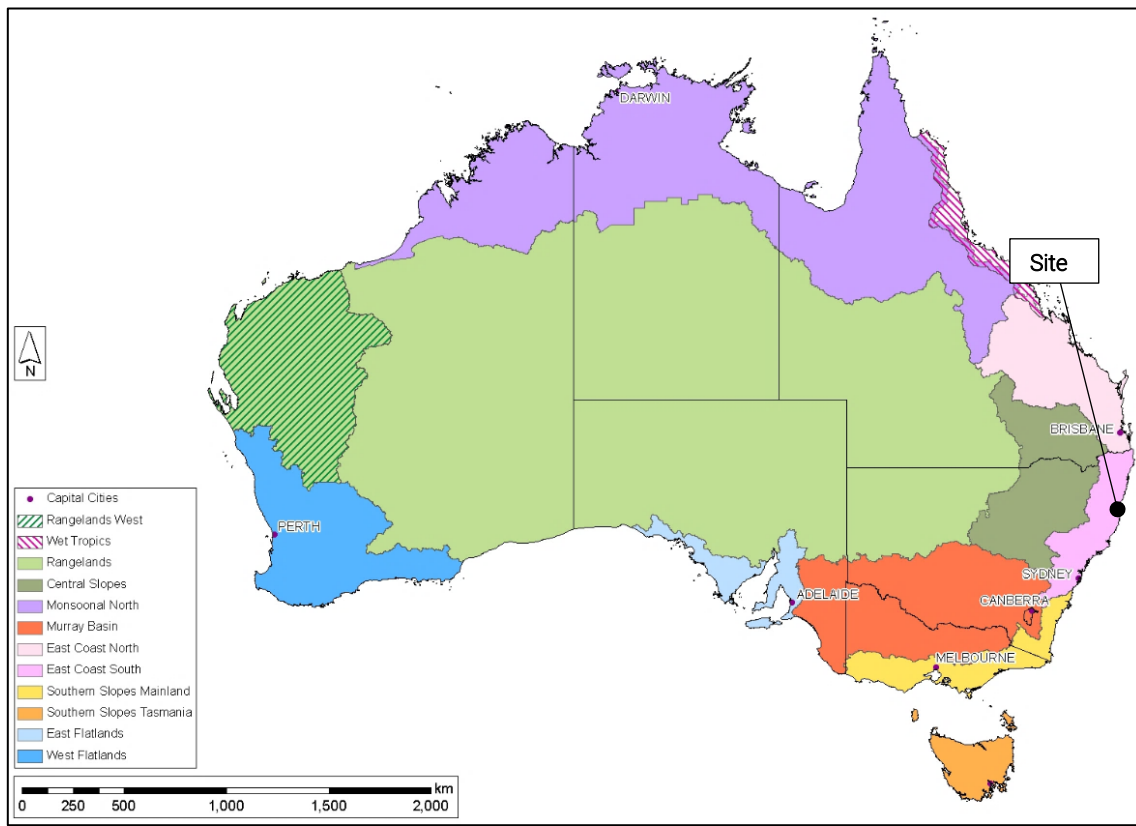 DARWIN
Site
N
BRISBANE
PERTH
SYDNEY
ADELAIDE
CANBERRA
MELBOURNE
Capital Cities
Rangelands West
Wet Tropics
Rangelands
Central Slopes
Monsoonal North
Murray Basin
East Coast North
East Coast South
Southern Slopes Mainland
Southern Slopes Tasmania
East Flatlands
West Flatlands
km
0 250 500 1,000 1,500 2,000